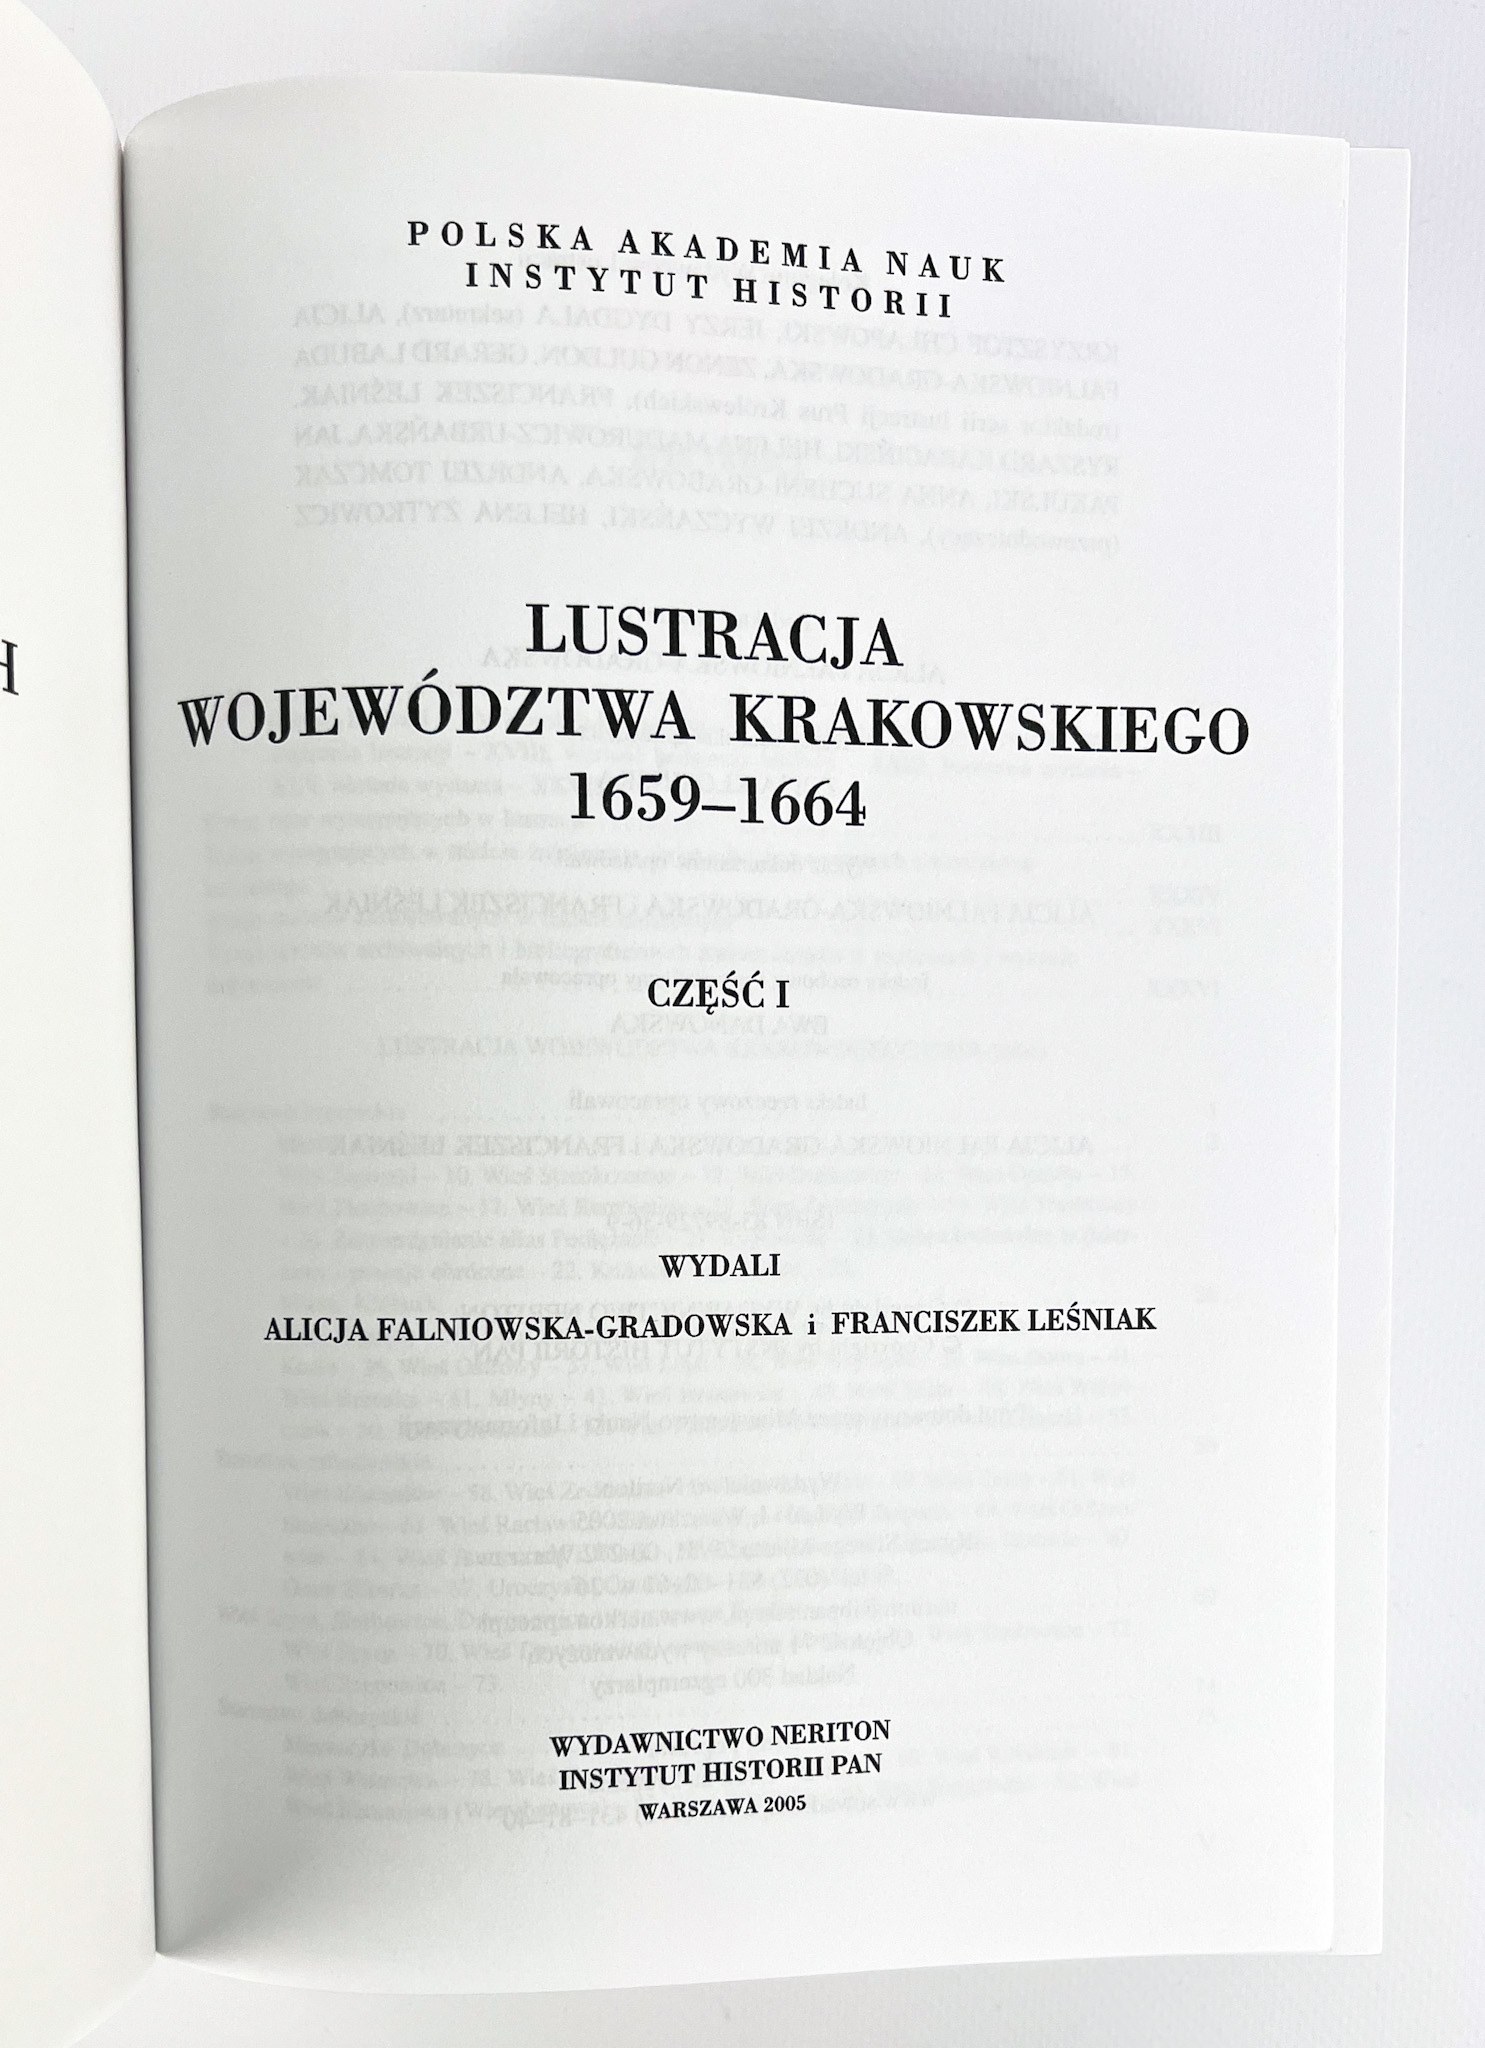 H
POLSKA AKADEMIA NAUK
INSTYTUT HISTORII
LUSTRACJA
WOJEWÓDZTWA KRAKOWSKIEGO
1659–1664
CZĘŚĆ I
WYDALI
ALICJA FALNIOWSKA-GRADOWSKA i FRANCISZEK LEŚNIAK
WYDAWNICTWO NERITON
INSTYTUT HISTORII PAN
WARSZAWA 2005